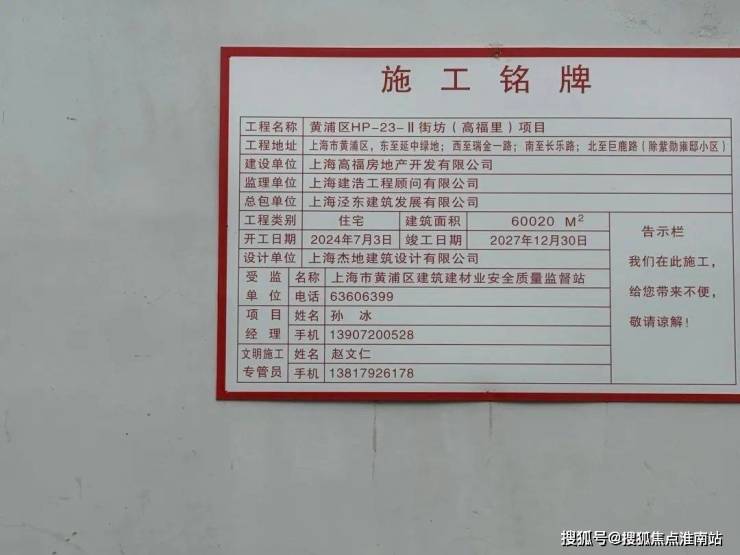 施工铭牌
工程名称 黄浦区HP-23-Ⅱ街坊(高福里)项目
工程地址 上海市黄浦区,东至延中绿地;西至瑞金一路;南至长乐路;北至巨鹿路(除紫勋雍邸小区)
建设单位 上海高福房地产开发有限公司
监理单位 上海建浩工程顾问有限公司
总包单位 上海泾东建筑发展有限公司
工程类别 住宅 建筑面积 60020 M²
开工日期 2024年7月3日 竣工日期 2027年12月30日
设计单位 上海杰地建筑设计有限公司
受监 名称 上海市黄浦区建筑建材业安全质量监督站
单位 电话 63606399
项目 姓名 孙 冰
经理 手机 13907200528
文明施工 姓名 赵文仁
专管员 手机 13817926178
告示栏
我们在此施工,
给您带来不便,
敬请谅解!
搜狐号@搜狐焦点淮南站